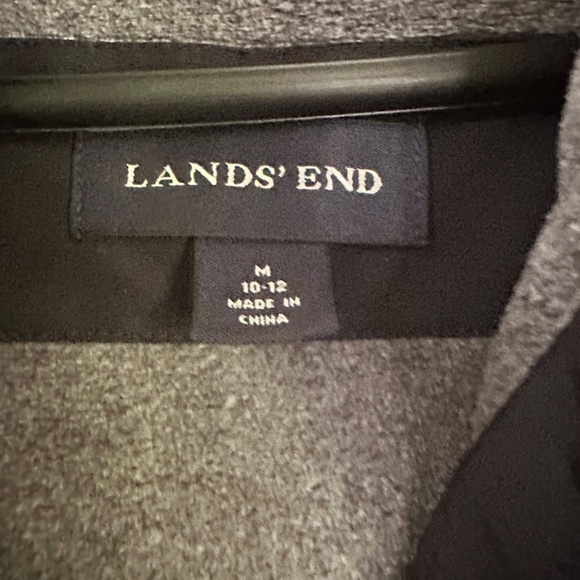 LANDS' END
M
10-12
MADE IN
CHINA